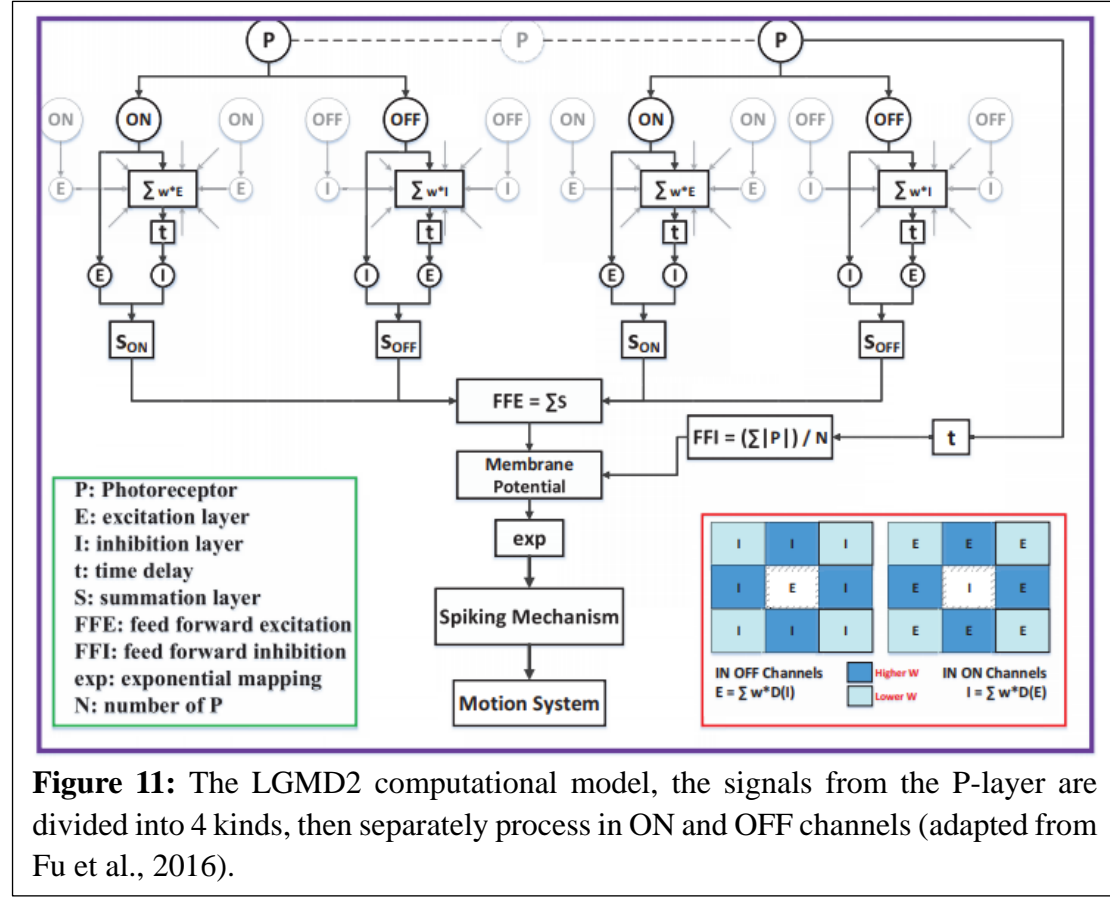 P P P
ON ON ON OFF OFF OFF ON ON ON OFF OFF OFF
E ∑ w*E E I ∑ w*I I E ∑ w*E E I ∑ w*I I
t t t t
E I I E E I I E
SON SOFF SON SOFF
FFE = ∑S
FFI = (∑|P|) / N
t
Membrane
Potential
exp
Spiking Mechanism
Motion System
P: Photoreceptor
E: excitation layer
I: inhibition layer
t: time delay
S: summation layer
FFE: feed forward excitation
FFI: feed forward inhibition
exp: exponential mapping
N: number of P
I I I E E E
I E I E I E
I I I E E E
IN OFF Channels Higher W IN ON Channels
E = ∑ w*D(I) Lower W I = ∑ w*D(E)
Figure 11: The LGMD2 computational model, the signals from the P-layer are
divided into 4 kinds, then separately process in ON and OFF channels (adapted from
Fu et al., 2016).